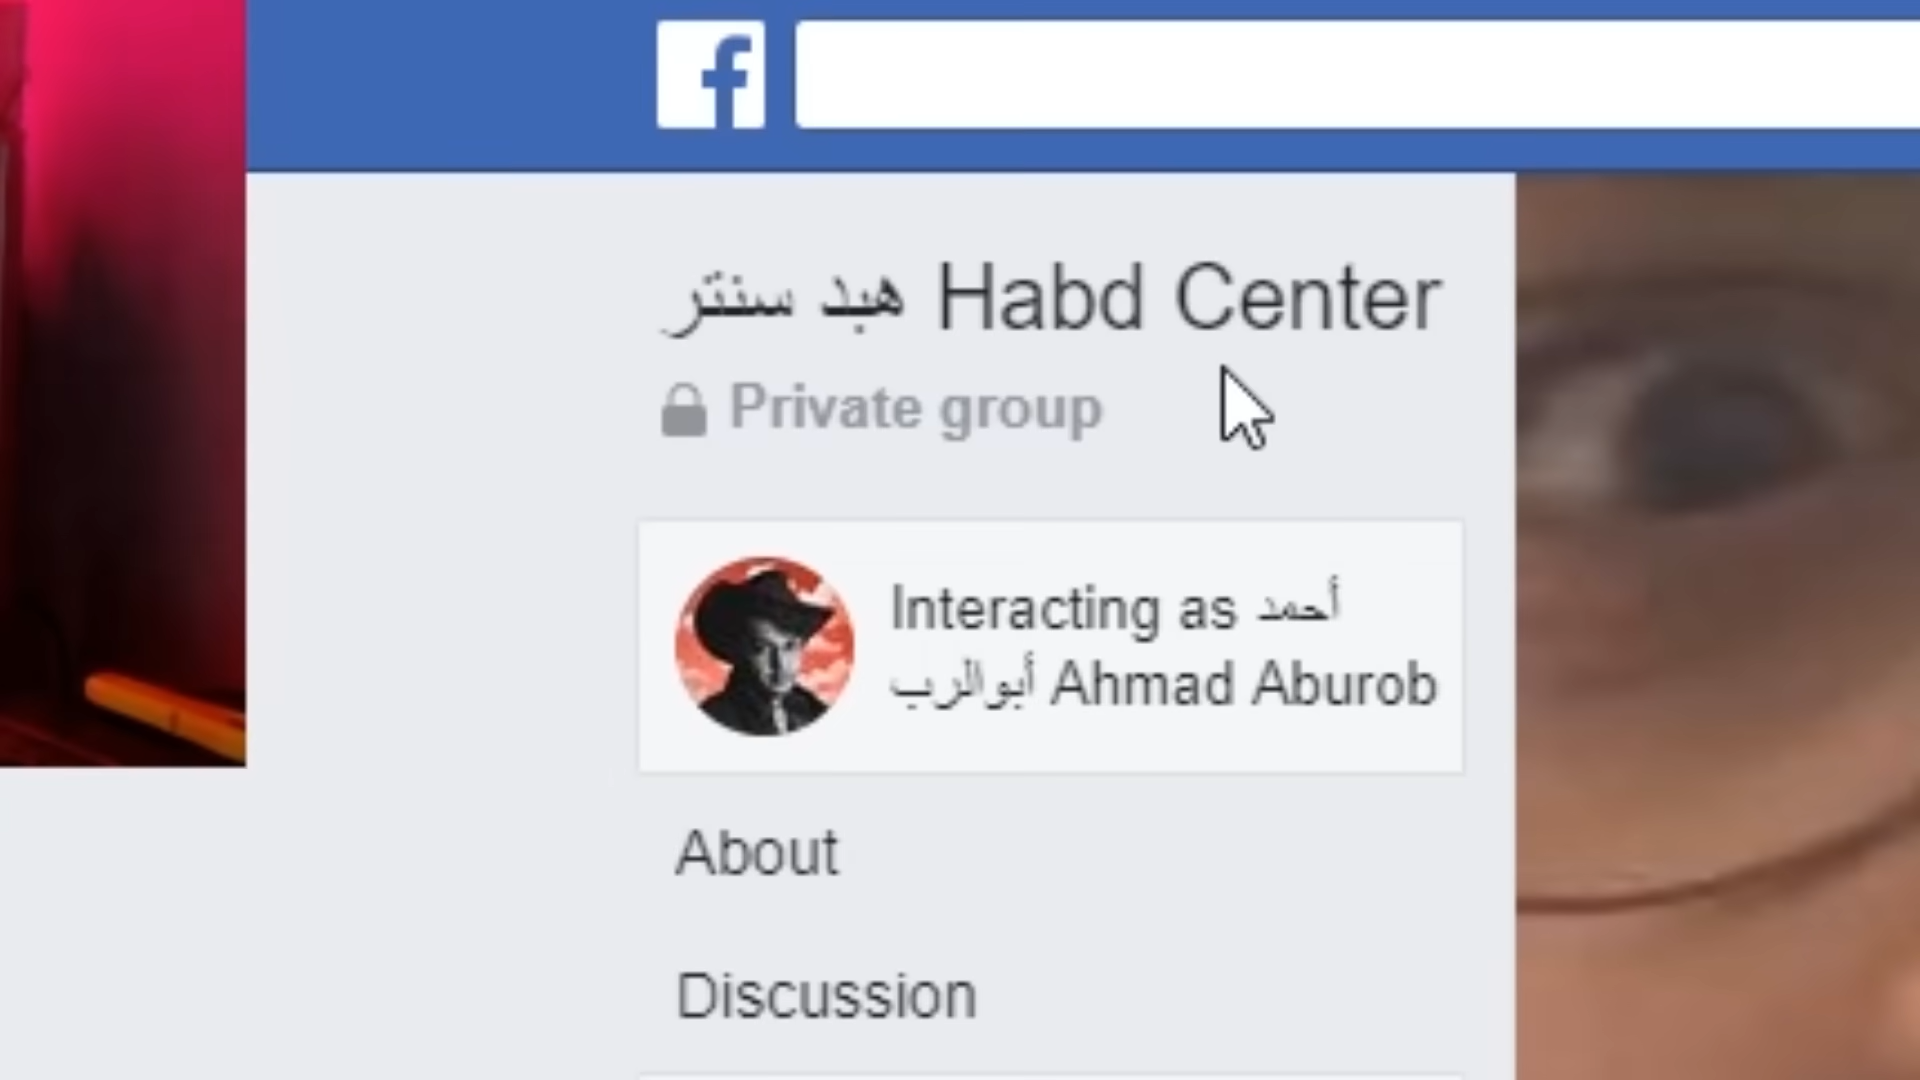 هبد سنتر Habd Center
Private group
Interacting as أحمد
أبوالرب Ahmad Aburob
About
Discussion